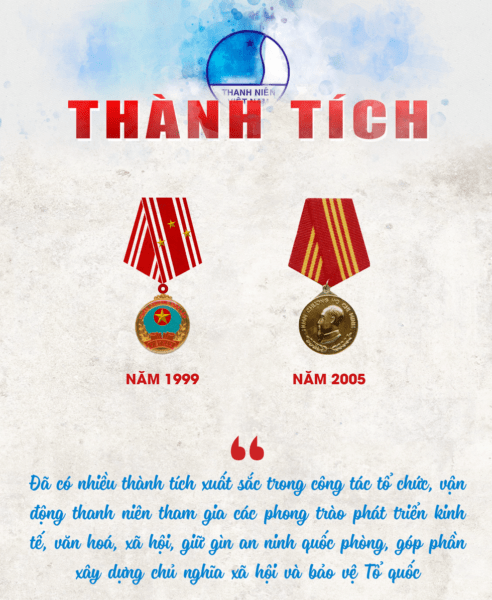 THANH NIÊN
VIỆT NAM
THÀNH TÍCH
NĂM 1999
NĂM 2005
Đã có nhiều thành tích xuất sắc trong công tác tổ chức, vận
động thanh niên tham gia các phong trào phát triển kinh
tế, văn hoá, xã hội, giữ gìn an ninh quốc phòng, góp phần
xây dựng chủ nghĩa xã hội và bảo vệ Tổ quốc